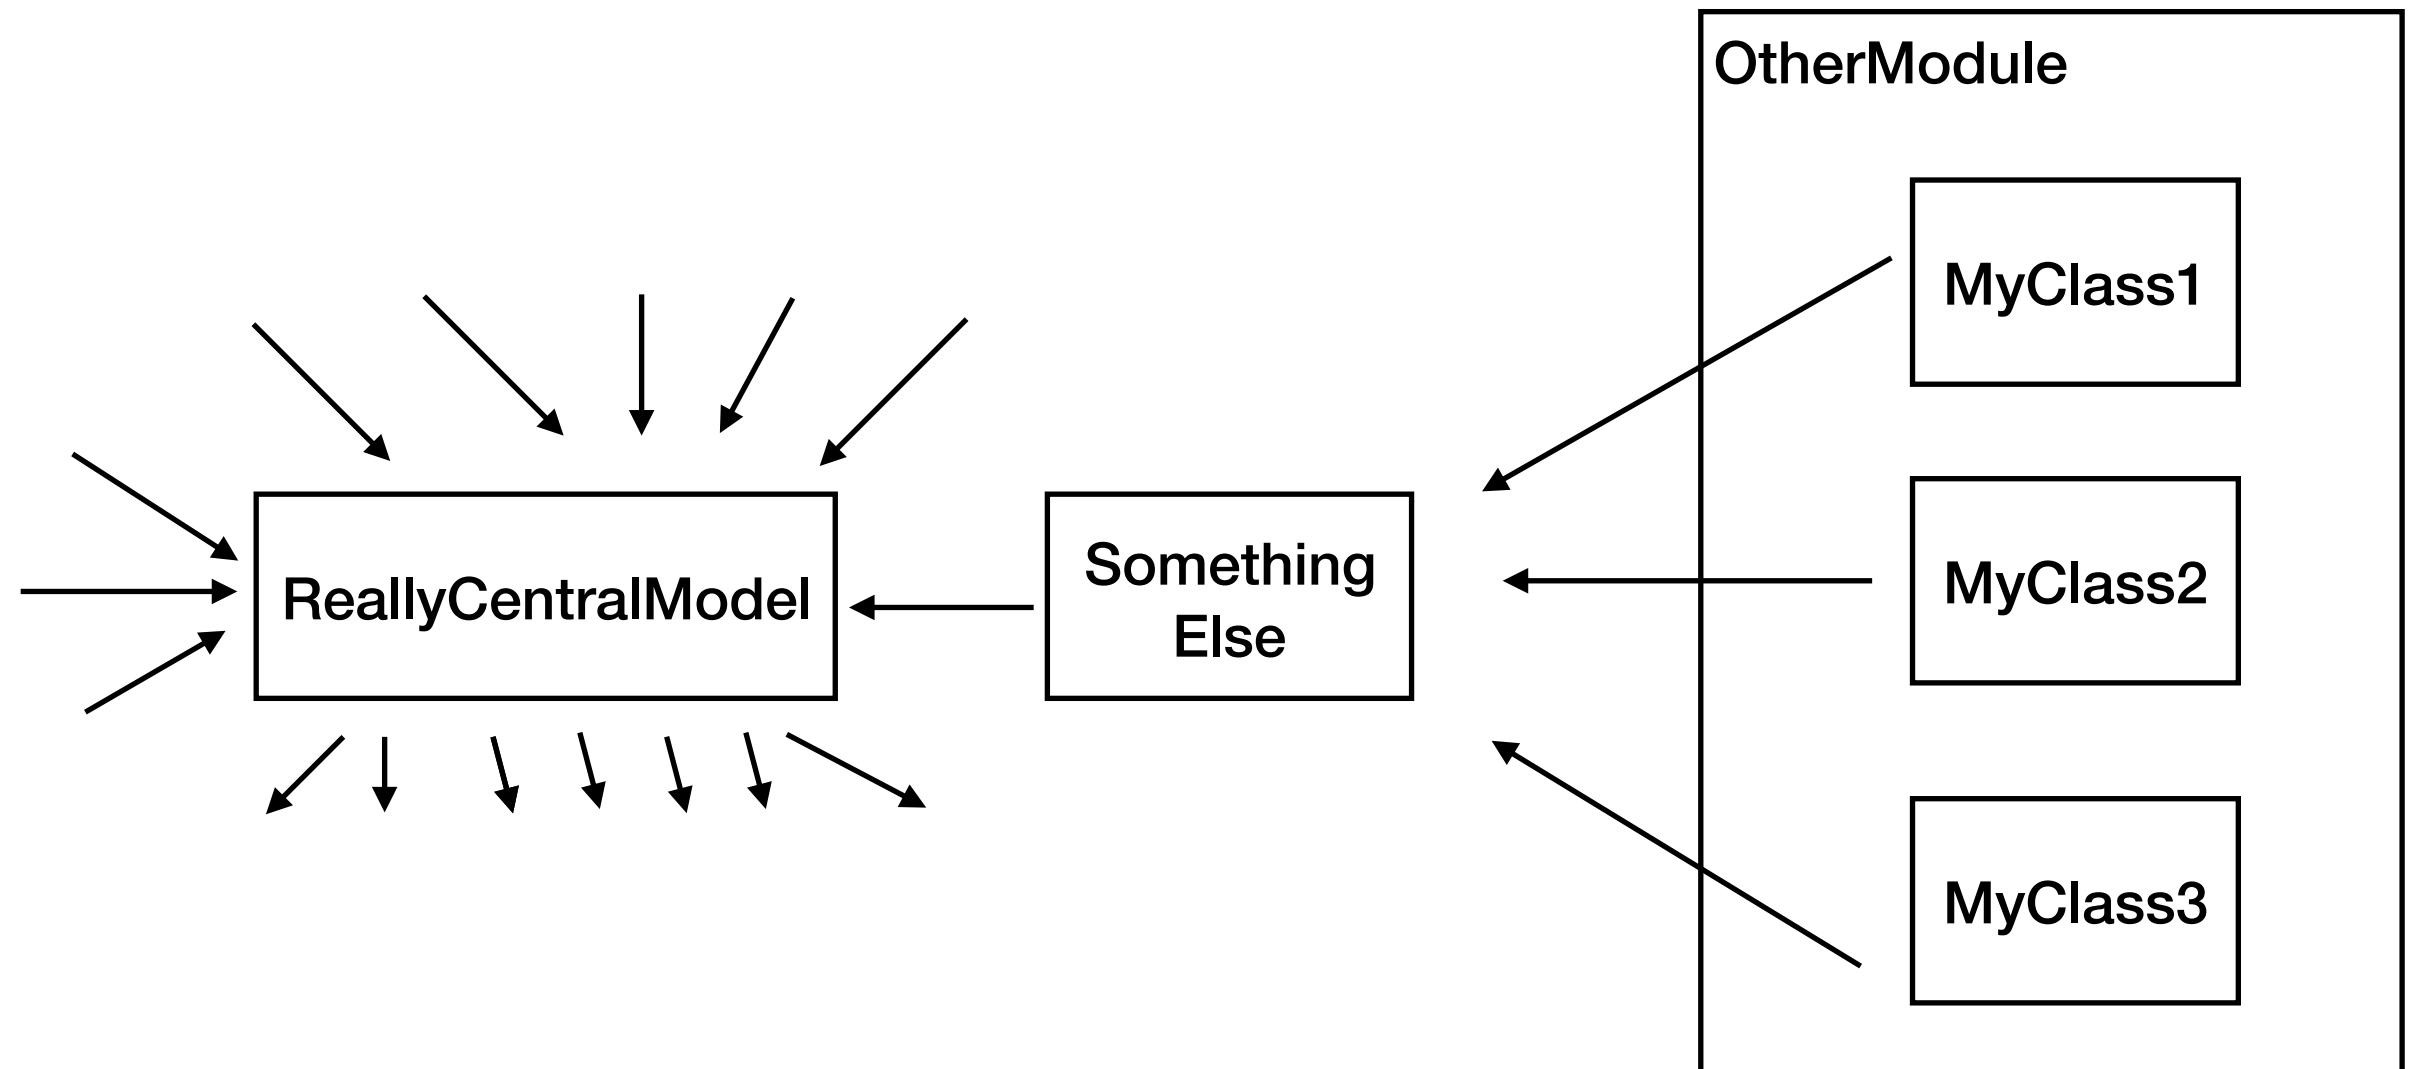 OtherModule
MyClass1
ReallyCentralModel
Something
Else
MyClass2
MyClass3